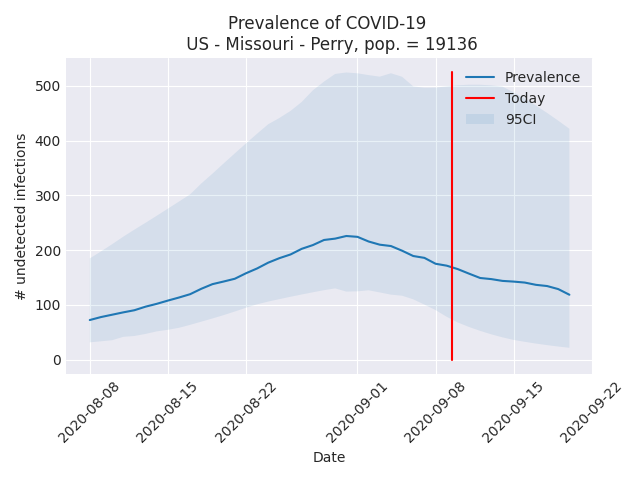 Prevalence of COVID-19
US - Missouri - Perry, pop. = 19136
Prevalence
Today
95CI
# undetected infections
500
400
300
200
100
0
2020-08-08
2020-08-15
2020-08-22
2020-09-01
2020-09-08
2020-09-15
2020-09-22
Date